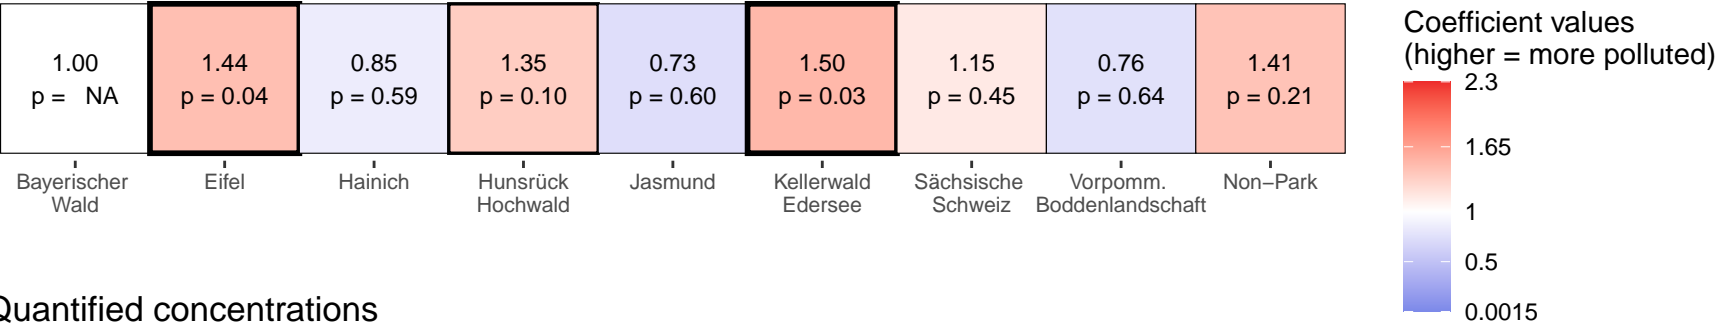 1.00 1.44 0.85 1.35 0.73 1.50 1.15 0.76 1.41
p = NA p = 0.04 p = 0.59 p = 0.10 p = 0.60 p = 0.03 p = 0.45 p = 0.64 p = 0.21
Bayerischer Eifel Hainich Hunsrück Jasmund Kellerwald Sächsische Vorpomm. Non−Park
Wald Hochwald Edersee Schweiz Boddenlandschaft
Coefficient values
(higher = more polluted)
2.3
1.65
1
0.5
0.0015
Quantified concentrations